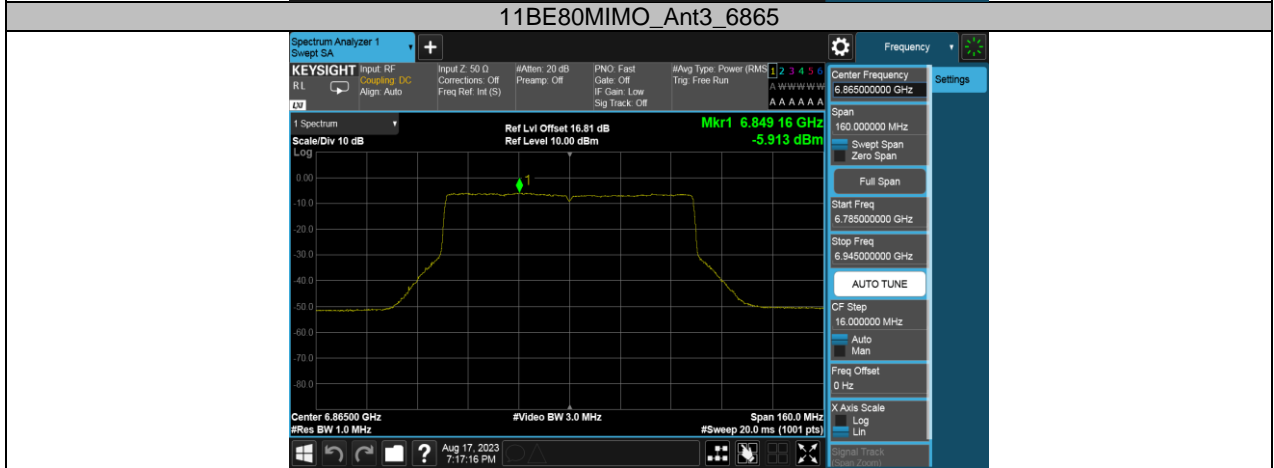 11BE80MIMO_Ant3_6865
Spectrum Analyzer 1
Swept SA
+
Frequency
KEYSIGHT
RL
LXI
Input: RF
Coupling: DC
Align: Auto
Input Z: 50 Ω
Corrections: Off
Freq Ref: Int (S)
#Atten: 20 dB
Preamp: Off
PNO: Fast
Gate: Off
IF Gain: Low
Sig Track: Off
#Avg Type: Power (RMS
Trig: Free Run
1 2 3 4 5 6
A W W W W W
A A A A A A
Center Frequency
6.865000000 GHz
Settings
1 Spectrum
Scale/Div 10 dB
Ref Lvl Offset 16.81 dB
Ref Level 10.00 dBm
Mkr1 6.849 16 GHz
-5.913 dBm
Span
160.000000 MHz
Swept Span
Zero Span
Full Span
Start Freq
6.785000000 GHz
Stop Freq
6.945000000 GHz
AUTO TUNE
CF Step
16.000000 MHz
Auto
Man
Freq Offset
0 Hz
X Axis Scale
Log
Lin
Signal Track
(Span Zoom)
Log
0.00
-10.0
-20.0
-30.0
-40.0
-50.0
-60.0
-70.0
-80.0
1
Center 6.86500 GHz
#Res BW 1.0 MHz
#Video BW 3.0 MHz
Span 160.0 MHz
#Sweep 20.0 ms (1001 pts)
?
Aug 17, 2023
7:17:16 PM